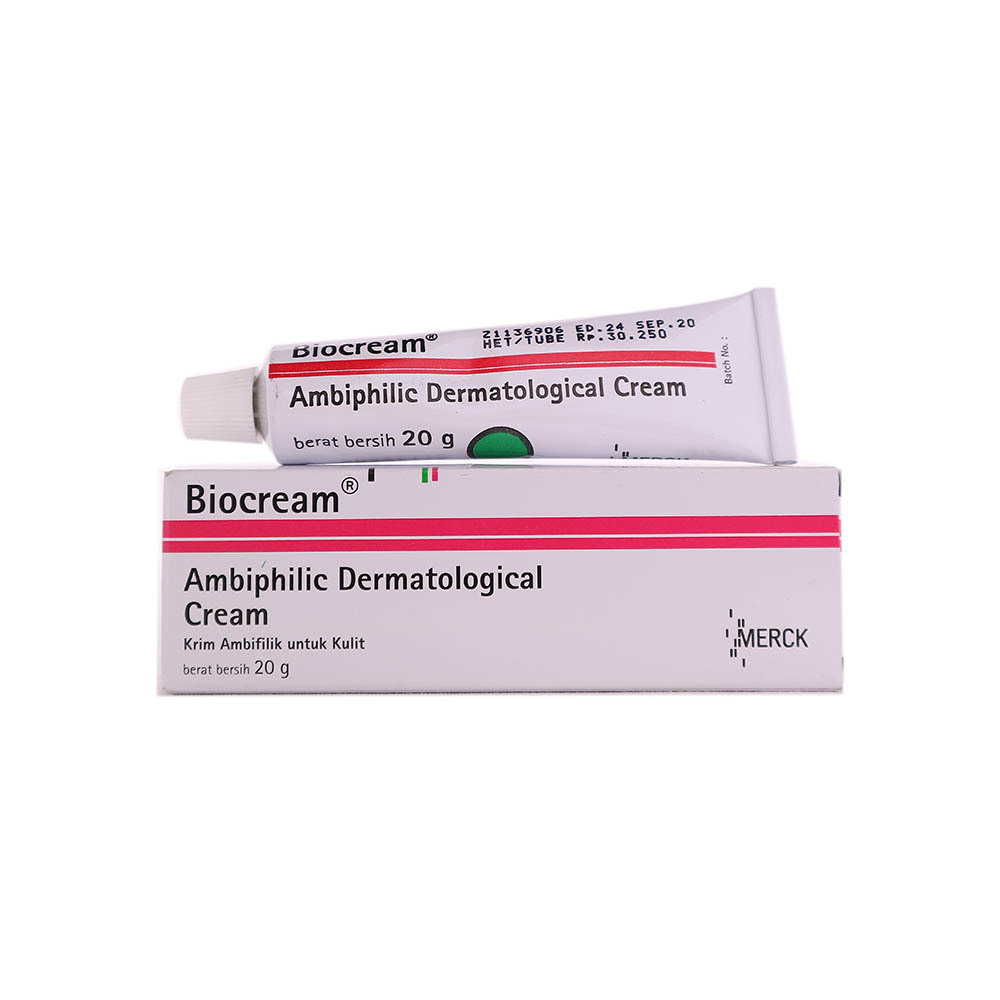 Biocream®
21136906 ED.24 SEP.20
HET/TUBE Rp.30.250
Batch No. :
Ambiphilic Dermatological Cream
berat bersih 20 g
MERCK
Biocream®
Ambiphilic Dermatological
Cream
Krim Ambifilik untuk Kulit
berat bersih 20 g
MERCK